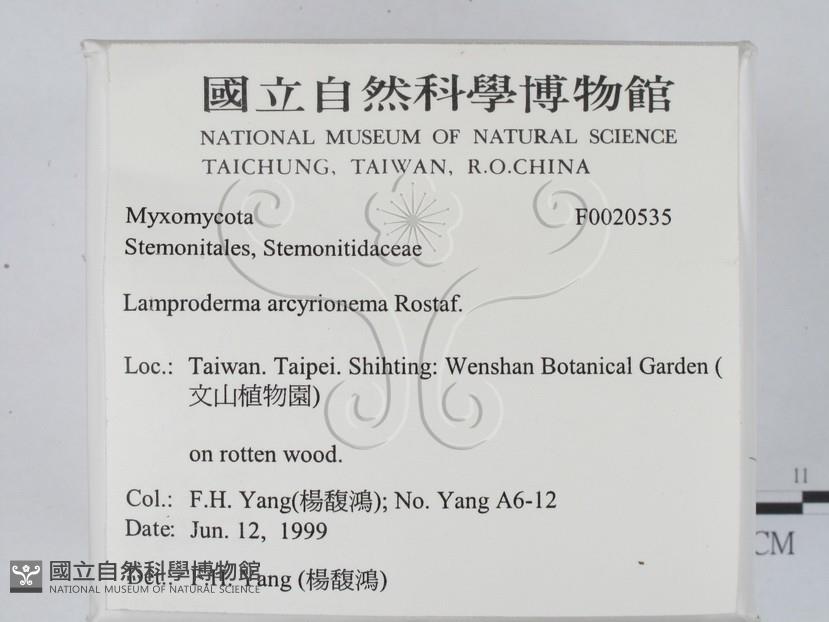 國立自然科學博物館
NATIONAL MUSEUM OF NATURAL SCIENCE
TAICHUNG, TAIWAN, R.O.CHINA
Myxomycota F0020535
Stemonitales, Stemonitidaceae
Lamproderma arcyrionema Rostaf.
Loc.: Taiwan. Taipei. Shihting: Wenshan Botanical Garden (
文山植物園)
on rotten wood.
Col.: F.H. Yang(楊馥鴻); No. Yang A6-12
Date: Jun. 12, 1999
Det.: F.H. Yang (楊馥鴻)
國立自然科學博物館
NATIONAL MUSEUM OF NATURAL SCIENCE
11
CM